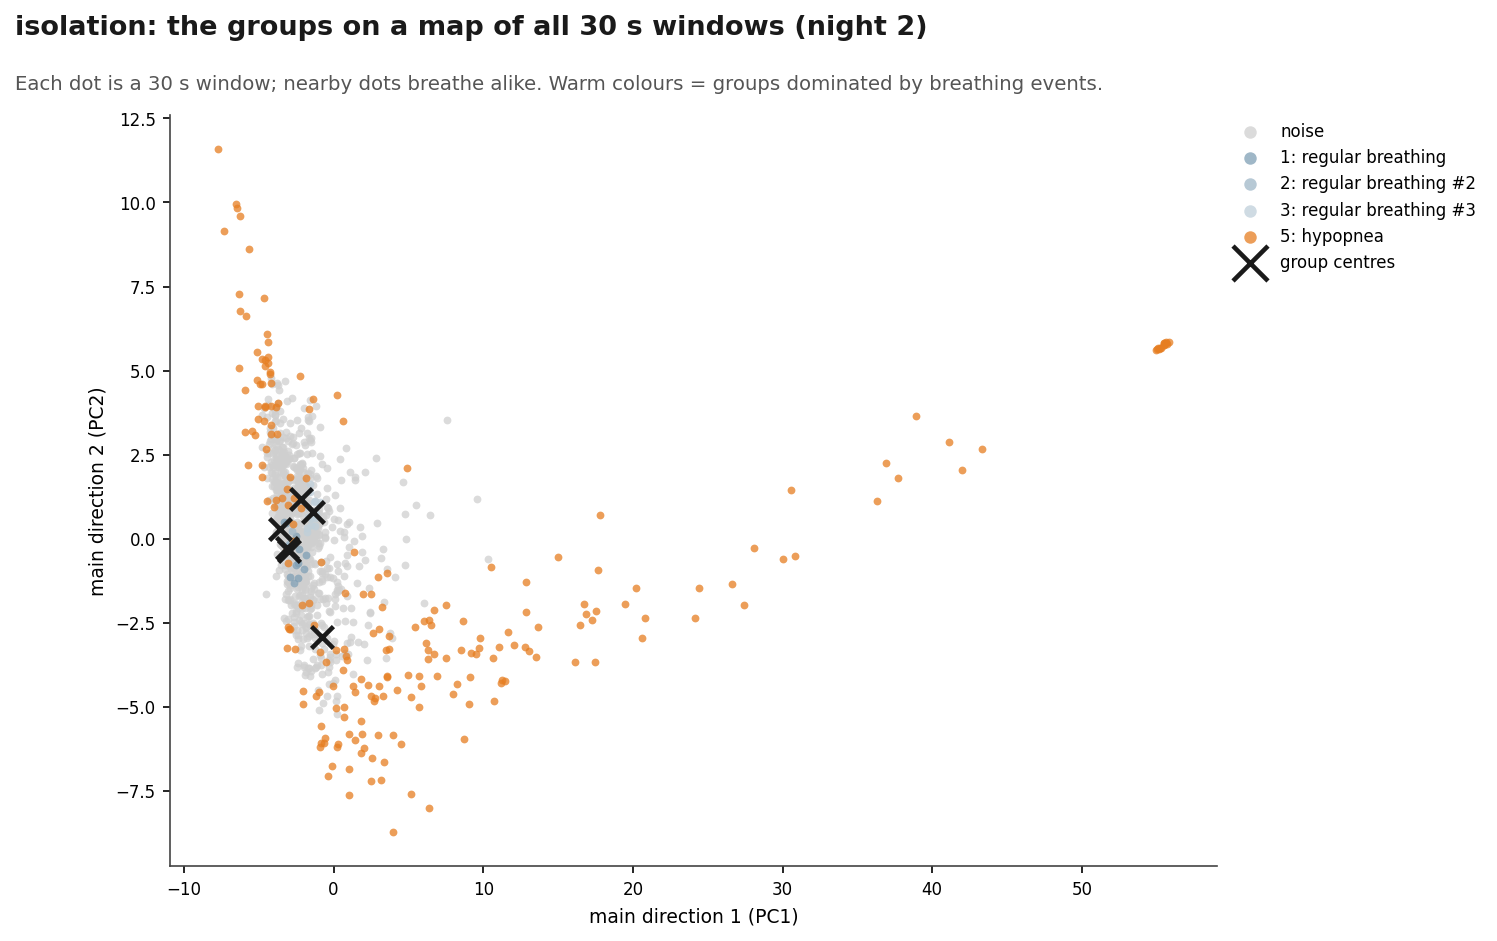 isolation: the groups on a map of all 30 s windows (night 2)
Each dot is a 30 s window; nearby dots breathe alike. Warm colours = groups dominated by breathing events.
12.5
10.0
7.5
5.0
2.5
0.0
−2.5
−5.0
−7.5
main direction 2 (PC2)
−10
0
10
20
30
40
50
main direction 1 (PC1)
noise
1: regular breathing
2: regular breathing #2
3: regular breathing #3
5: hypopnea
group centres